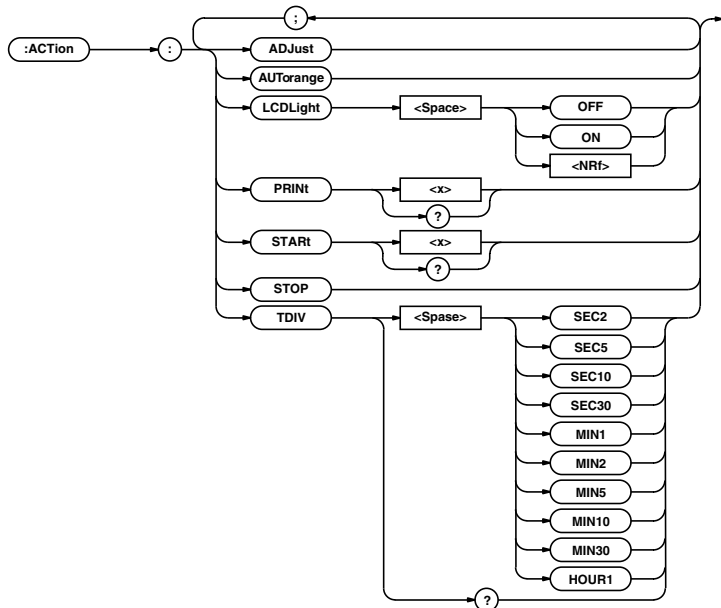 ;
:ACTion : ADJust
AUTorange
LCDLight <Space> OFF
ON
<NRf>
PRINt <x>
?
STARt <x>
?
STOP
TDIV <Spase> SEC2
SEC5
SEC10
SEC30
MIN1
MIN2
MIN5
MIN10
MIN30
HOUR1
?